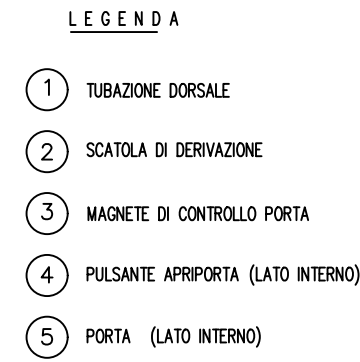 LEGENDA
1 TUBAZIONE DORSALE
2 SCATOLA DI DERIVAZIONE
3 MAGNETE DI CONTROLLO PORTA
4 PULSANTE APRIPORTA (LATO INTERNO)
5 PORTA (LATO INTERNO)